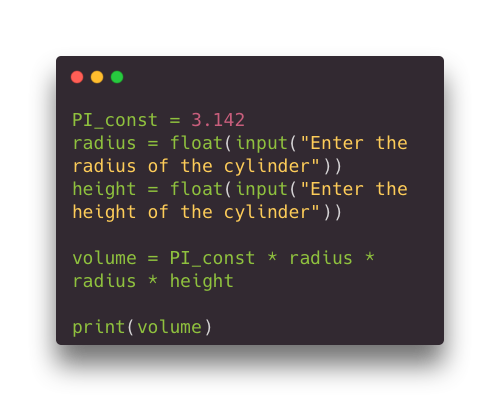 PI_const = 3.142
radius = float(input("Enter the
radius of the cylinder"))
height = float(input("Enter the
height of the cylinder"))
volume = PI_const * radius *
radius * height
print(volume)